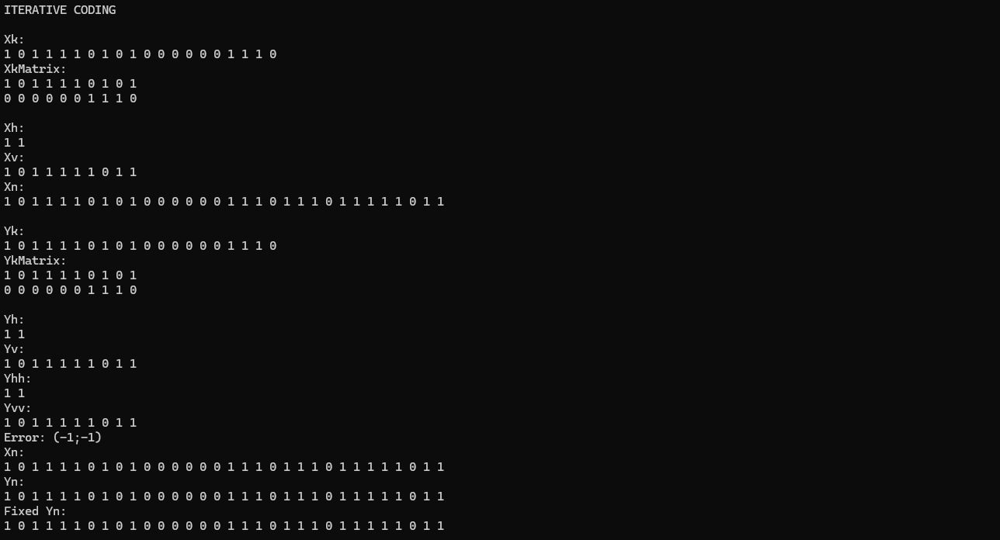 ITERATIVE CODING
Xk:
1 0 1 1 1 1 0 1 0 1 0 0 0 0 0 0 1 1 1 0
XkMatrix:
1 0 1 1 1 1 0 1 0 1
0 0 0 0 0 0 1 1 1 0
Xh:
1 1
Xv:
1 0 1 1 1 1 1 0 1 1
Xn:
1 0 1 1 1 1 0 1 0 1 0 0 0 0 0 0 1 1 1 0 1 1 1 0 1 1 1 1 1 0 1 1
Yk:
1 0 1 1 1 1 0 1 0 1 0 0 0 0 0 0 1 1 1 0
YkMatrix:
1 0 1 1 1 1 0 1 0 1
0 0 0 0 0 0 1 1 1 0
Yh:
1 1
Yv:
1 0 1 1 1 1 1 0 1 1
Yhh:
1 1
Yvv:
1 0 1 1 1 1 1 0 1 1
Error: (-1;-1)
Xn:
1 0 1 1 1 1 0 1 0 1 0 0 0 0 0 0 1 1 1 0 1 1 1 0 1 1 1 1 1 0 1 1
Yn:
1 0 1 1 1 1 0 1 0 1 0 0 0 0 0 0 1 1 1 0 1 1 1 0 1 1 1 1 1 0 1 1
Fixed Yn:
1 0 1 1 1 1 0 1 0 1 0 0 0 0 0 0 1 1 1 0 1 1 1 0 1 1 1 1 1 0 1 1